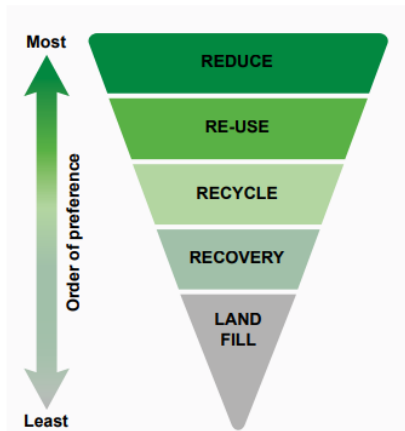 Most
REDUCE
RE-USE
RECYCLE
RECOVERY
LAND
FILL
Order of preference
Least